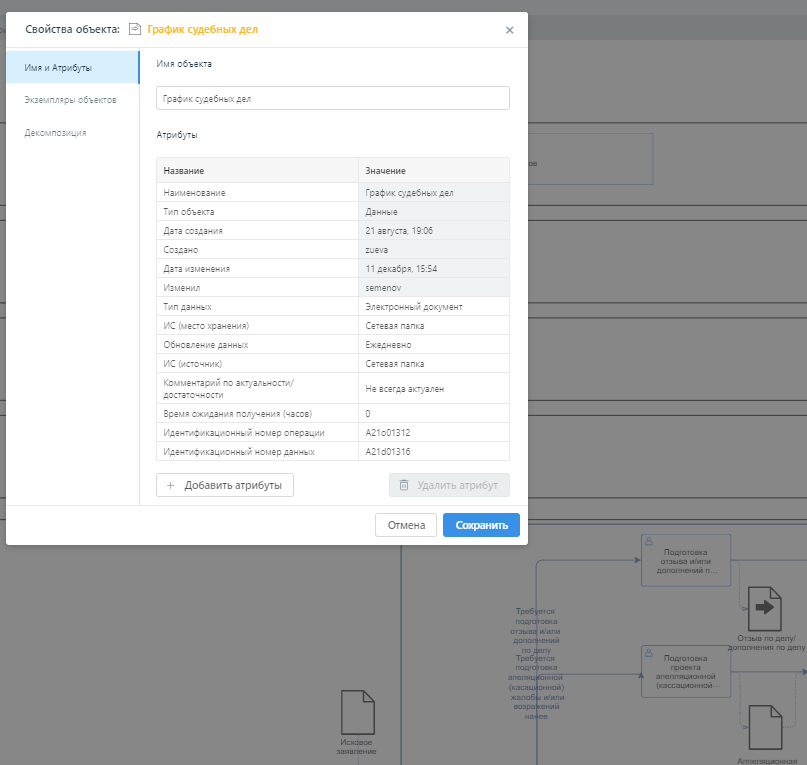 Свойства объекта: График судебных дел
Имя и Атрибуты
Экземпляры объектов
Декомпозиция
Имя объекта
График судебных дел
Атрибуты
Название Значение
Наименование График судебных дел
Тип объекта Данные
Дата создания 21 августа, 19:06
Создано zueva
Дата изменения 11 декабря, 15:54
Изменил semenov
Тип данных Электронный документ
ИС (место хранения) Сетевая папка
Обновление данных Ежедневно
ИС (источник) Сетевая папка
Комментарий по актуальности/
достаточности Не всегда актуален
Время ожидания получения (часов) 0
Идентификационный номер операции A21o01312
Идентификационный номер данных A21d01316
+ Добавить атрибуты
Удалить атрибут
Отмена
Сохранить
ов
Подготовка
отзыва и/или
дополнений п...
Отзыв по делу/
дополнения по делу
Требуется
подготовка
отзыва и/или
дополнений
по делу
Требуется
подготовка
апеляционной
(касационной)
жалобы и/или
возражений
на нее
Подготовка
проекта
апелляционной
(кассационной...
Исковое
заявление
Аппеляционная